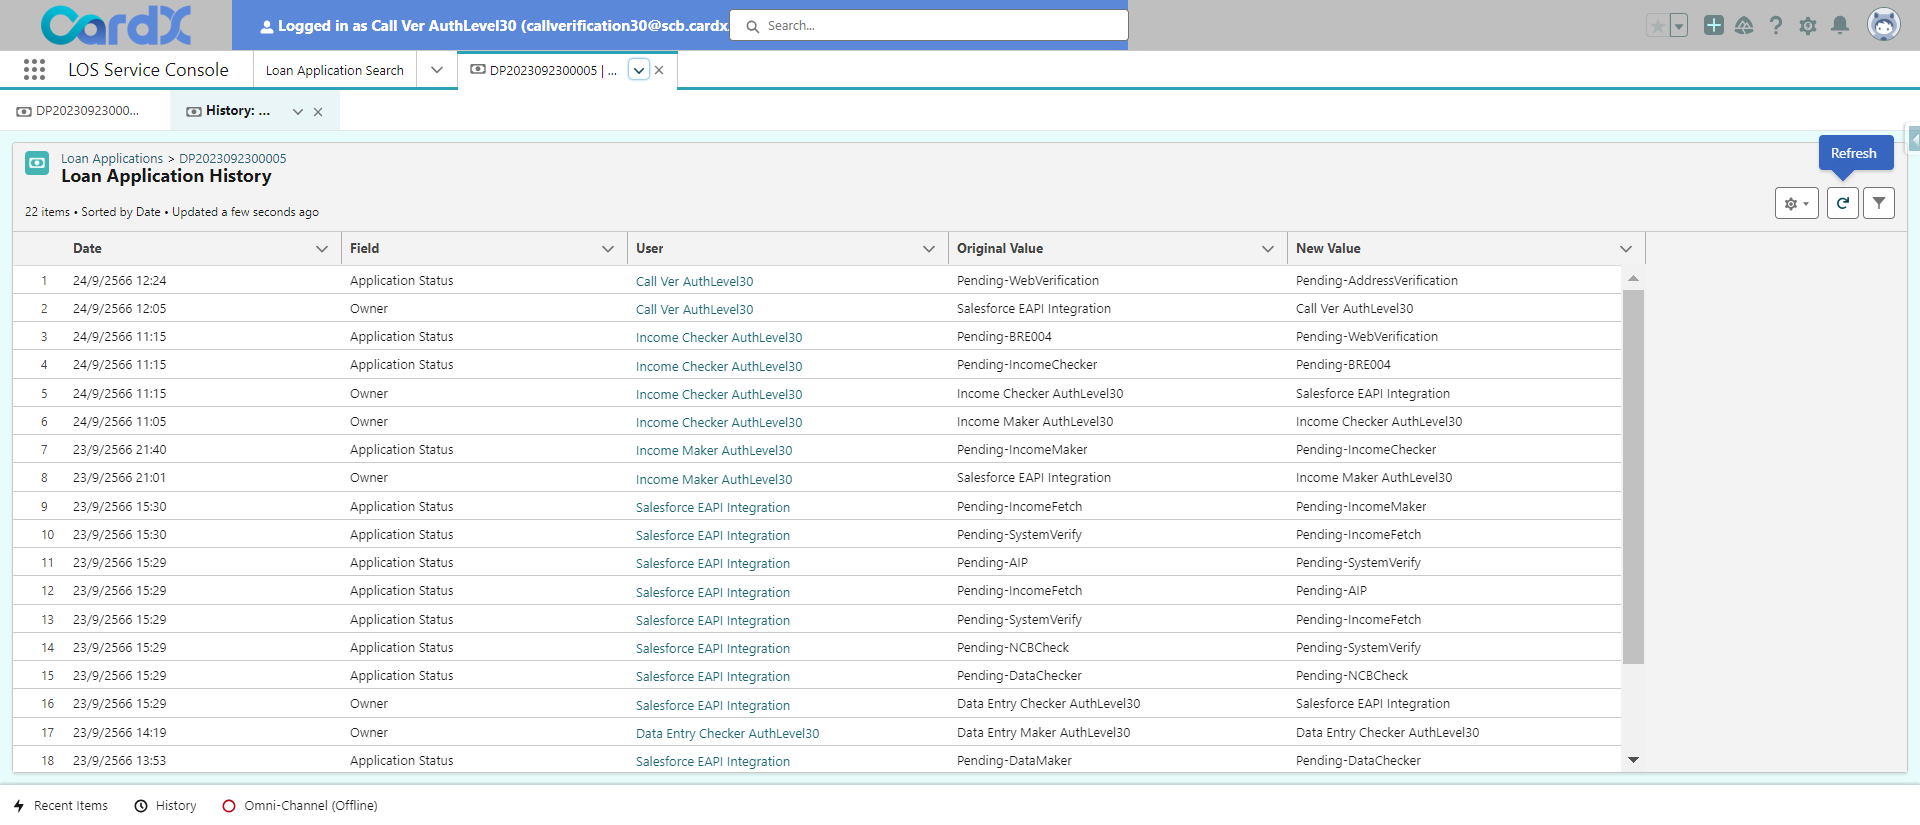 CardX
Logged in as Call Ver AuthLevel30 (callverification30@scb.cardx.
Search...
LOS Service Console
Loan Application Search
DP2023092300005 | ...
DP20230923000...
History: ...
Refresh
Loan Applications > DP2023092300005
Loan Application History
22 items • Sorted by Date • Updated a few seconds ago
Date Field User Original Value New Value
1 24/9/2566 12:24 Application Status Call Ver AuthLevel30 Pending-WebVerification Pending-AddressVerification
2 24/9/2566 12:05 Owner Call Ver AuthLevel30 Salesforce EAPI Integration Call Ver AuthLevel30
3 24/9/2566 11:15 Application Status Income Checker AuthLevel30 Pending-BRE004 Pending-WebVerification
4 24/9/2566 11:15 Application Status Income Checker AuthLevel30 Pending-IncomeChecker Pending-BRE004
5 24/9/2566 11:15 Owner Income Checker AuthLevel30 Income Checker AuthLevel30 Salesforce EAPI Integration
6 24/9/2566 11:05 Owner Income Checker AuthLevel30 Income Maker AuthLevel30 Income Checker AuthLevel30
7 23/9/2566 21:40 Application Status Income Maker AuthLevel30 Pending-IncomeMaker Pending-IncomeChecker
8 23/9/2566 21:01 Owner Income Maker AuthLevel30 Salesforce EAPI Integration Income Maker AuthLevel30
9 23/9/2566 15:30 Application Status Salesforce EAPI Integration Pending-IncomeFetch Pending-IncomeMaker
10 23/9/2566 15:30 Application Status Salesforce EAPI Integration Pending-SystemVerify Pending-IncomeFetch
11 23/9/2566 15:29 Application Status Salesforce EAPI Integration Pending-AIP Pending-SystemVerify
12 23/9/2566 15:29 Application Status Salesforce EAPI Integration Pending-IncomeFetch Pending-AIP
13 23/9/2566 15:29 Application Status Salesforce EAPI Integration Pending-SystemVerify Pending-IncomeFetch
14 23/9/2566 15:29 Application Status Salesforce EAPI Integration Pending-NCBCheck Pending-SystemVerify
15 23/9/2566 15:29 Application Status Salesforce EAPI Integration Pending-DataChecker Pending-NCBCheck
16 23/9/2566 15:29 Owner Salesforce EAPI Integration Data Entry Checker AuthLevel30 Salesforce EAPI Integration
17 23/9/2566 14:19 Owner Data Entry Checker AuthLevel30 Data Entry Maker AuthLevel30 Data Entry Checker AuthLevel30
18 23/9/2566 13:53 Application Status Salesforce EAPI Integration Pending-DataMaker Pending-DataChecker
Recent Items History Omni-Channel (Offline)